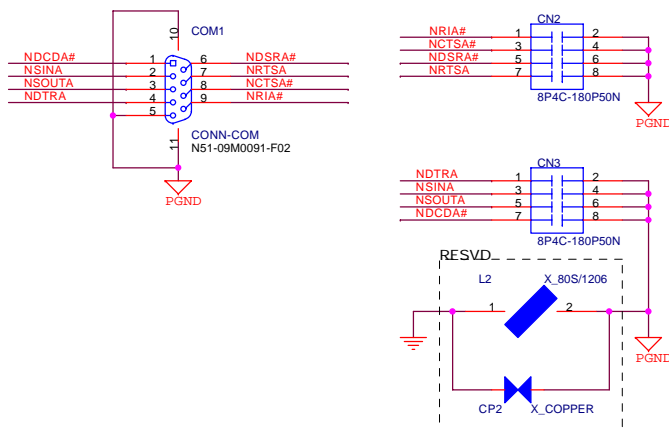 COM1
10
NDCDA# 1 6 NDSRA#
NSINA 2 7 NRTSA
NSOUTA 3 8 NCTSA#
NDTRA 4 9 NRIA#
5
11
CONN-COM
N51-09M0091-F02
PGND
CN2
NRIA# 1 2
NCTSA# 3 4
NDSRA# 5 6
NRTSA 7 8
8P4C-180P50N
PGND
CN3
NDTRA 1 2
NSINA 3 4
NSOUTA 5 6
NDCDA# 7 8
8P4C-180P50N
RESVD
L2 X_80S/1206
1 2
PGND
CP2 X_COPPER